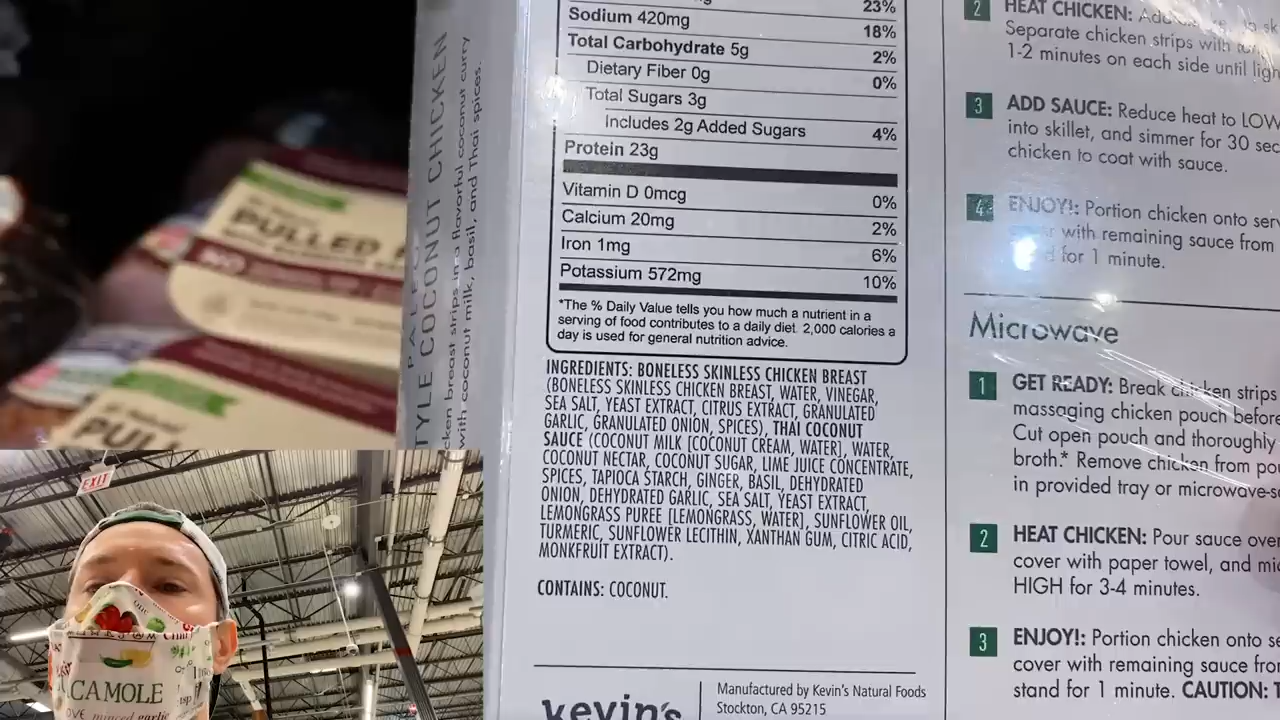 23%
Sodium 420mg 18%
Total Carbohydrate 5g 2%
Dietary Fiber 0g 0%
Total Sugars 3g
Includes 2g Added Sugars 4%
Protein 23g
Vitamin D 0mcg 0%
Calcium 20mg 2%
Iron 1mg 6%
Potassium 572mg 10%
*The % Daily Value tells you how much a nutrient in a
serving of food contributes to a daily diet. 2,000 calories a
day is used for general nutrition advice.
INGREDIENTS: BONELESS SKINLESS CHICKEN BREAST
(BONELESS SKINLESS CHICKEN BREAST, WATER, VINEGAR,
SEA SALT, YEAST EXTRACT, CITRUS EXTRACT, GRANULATED
GARLIC, GRANULATED ONION, SPICES), THAI COCONUT
SAUCE (COCONUT MILK [COCONUT CREAM, WATER], WATER,
COCONUT NECTAR, COCONUT SUGAR, LIME JUICE CONCENTRATE,
SPICES, TAPIOCA STARCH, GINGER, BASIL, DEHYDRATED
ONION, DEHYDRATED GARLIC, SEA SALT, YEAST EXTRACT,
LEMONGRASS PUREE [LEMONGRASS, WATER], SUNFLOWER OIL,
TURMERIC, SUNFLOWER LECITHIN, XANTHAN GUM, CITRIC ACID,
MONKFRUIT EXTRACT).
CONTAINS: COCONUT.
kevin's
Manufactured by Kevin's Natural Foods
Stockton, CA 95215
2 HEAT CHICKEN:
Separate chicken strips with
1-2 minutes on each side until
3 ADD SAUCE: Reduce heat to LOW
into skillet, and simmer for 30
chicken to coat with sauce.
4 ENJOY!: Portion chicken onto
with remaining sauce from
for 1 minute.
Microwave
1 GET READY: Break chicken strips
massaging chicken pouch before
Cut open pouch and thoroughly
broth.* Remove chicken from
in provided tray or
2 HEAT CHICKEN: Pour sauce over
cover with paper towel, and
HIGH for 3-4 minutes.
3 ENJOY!: Portion chicken onto
cover with remaining sauce from
stand for 1 minute. CAUTION:
STYLE COCONUT CHICKEN
chicken breast strips in a flavorful coconut curry
with coconut milk, basil, and Thai spices.
PULLED
PUL
EXIT
CAMOLE
minced garlic